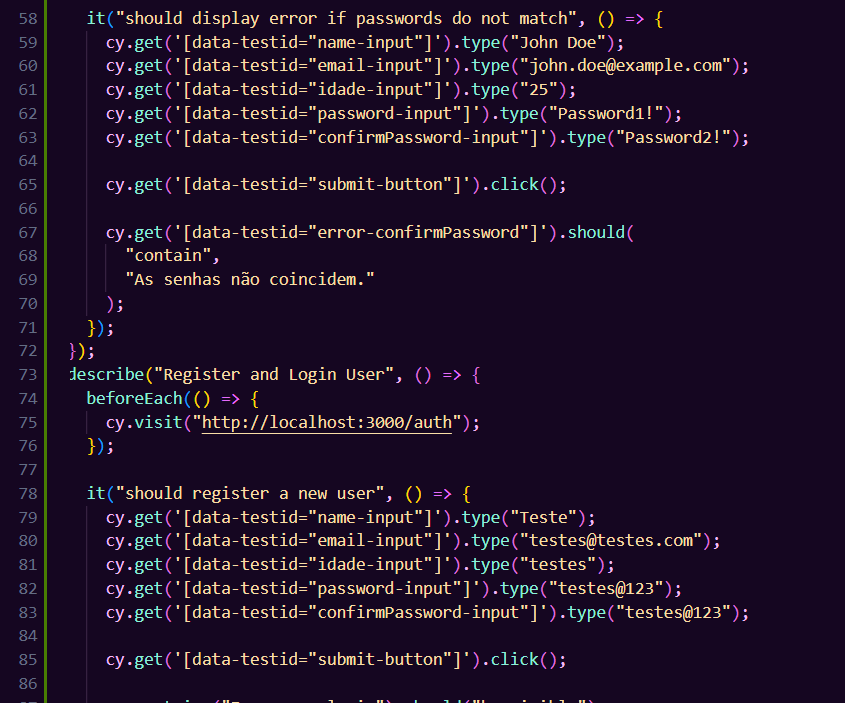 58 it("should display error if passwords do not match", () => {
59 cy.get('[data-testid="name-input"]').type("John Doe");
60 cy.get('[data-testid="email-input"]').type("john.doe@example.com");
61 cy.get('[data-testid="idade-input"]').type("25");
62 cy.get('[data-testid="password-input"]').type("Password1!");
63 cy.get('[data-testid="confirmPassword-input"]').type("Password2!");
64
65 cy.get('[data-testid="submit-button"]').click();
66
67 cy.get('[data-testid="error-confirmPassword"]').should(
68 "contain",
69 "As senhas não coincidem."
70 );
71 });
72 });
73 describe("Register and Login User", () => {
74 beforeEach(() => {
75 cy.visit("http://localhost:3000/auth");
76 });
77
78 it("should register a new user", () => {
79 cy.get('[data-testid="name-input"]').type("Teste");
80 cy.get('[data-testid="email-input"]').type("testes@testes.com");
81 cy.get('[data-testid="idade-input"]').type("testes");
82 cy.get('[data-testid="password-input"]').type("testes@123");
83 cy.get('[data-testid="confirmPassword-input"]').type("testes@123");
84
85 cy.get('[data-testid="submit-button"]').click();
86